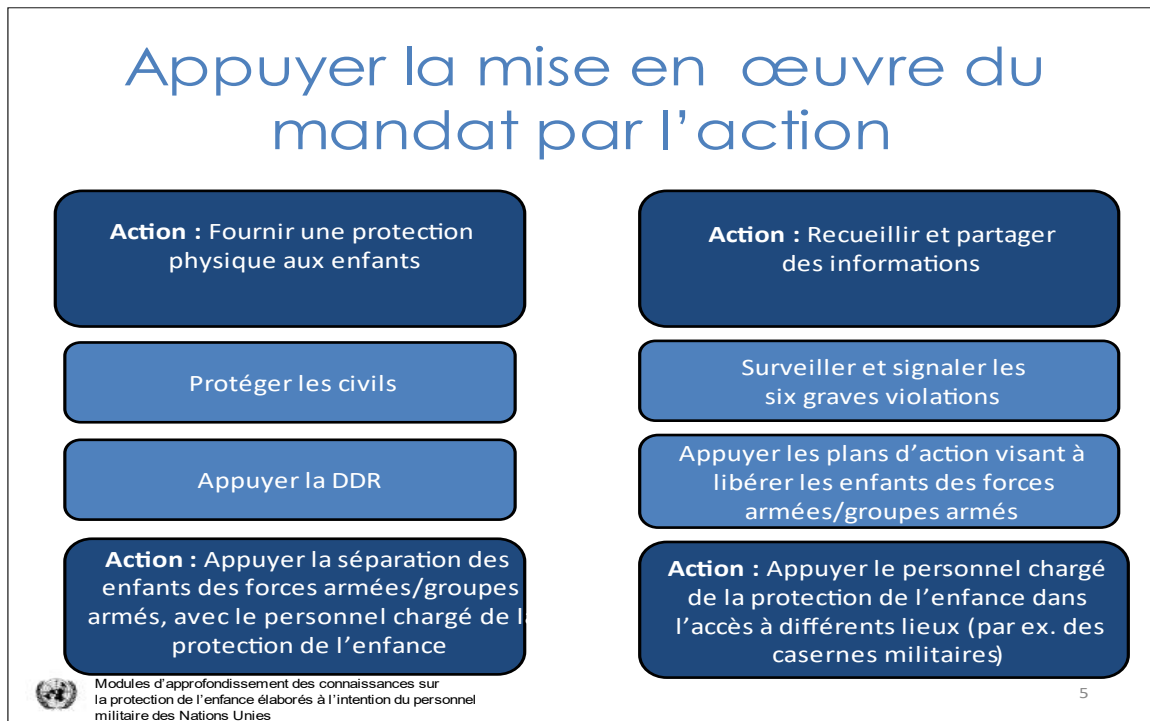 Appuyer la mise en œuvre du
mandat par l’action
Action : Fournir une protection
physique aux enfants
Protéger les civils
Appuyer la DDR
Action : Appuyer la séparation des
enfants des forces armées/groupes
armés, avec le personnel chargé de la
protection de l’enfance
Action : Recueillir et partager
des informations
Surveiller et signaler les
six graves violations
Appuyer les plans d’action visant à
libérer les enfants des forces
armées/groupes armés
Action : Appuyer le personnel chargé
de la protection de l’enfance dans
l’accès à différents lieux (par ex. des
casernes militaires)
Modules d’approfondissement des connaissances sur
la protection de l’enfance élaborés à l’intention du personnel
militaire des Nations Unies
5